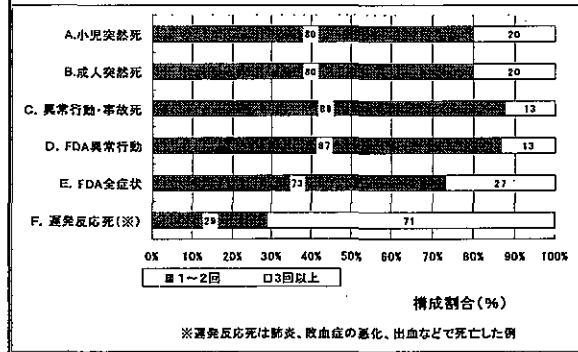 A.小児突然死 80 20
B.成人突然死 80 20
C. 異常行動・事故死 13
D. FDA異常行動 87 13
E. FDA全症状 73 27
F. 遅発反応死(※) 29 71
0% 10% 20% 30% 40% 50% 60% 70% 80% 90% 100%
■1～2回 □3回以上
構成割合(%)
※遅発反応死は肺炎、敗血症の悪化、出血などで死亡した例